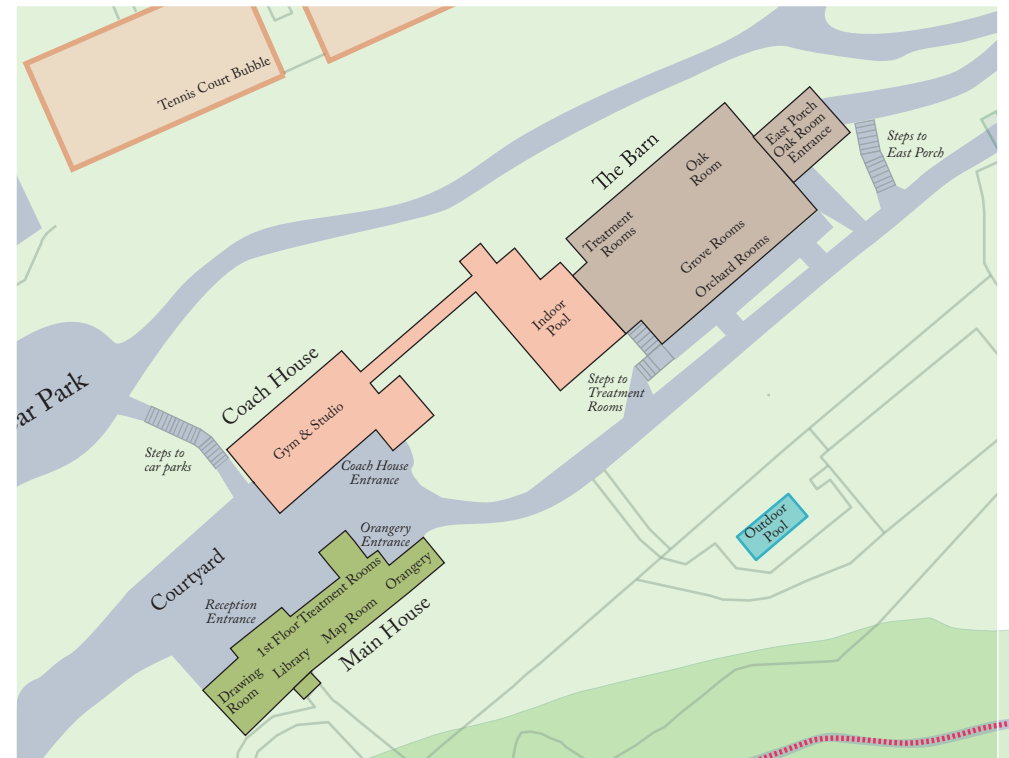 Tennis Court Bubble
East Porch
Oak Room
Entrance
Steps to
East Porch
The Barn
Oak
Room
Treatment
Rooms
Grove Rooms
Orchard Rooms
Indoor
Pool
Steps to
Treatment
Rooms
Coach House
Gym & Studio
ar Park
Steps to
car parks
Coach House
Entrance
Orangery
Entrance
Outdoor
Pool
Courtyard
Reception
Entrance
1st Floor Treatment Rooms
Orangery
Map Room
Library
Drawing
Room
Main House